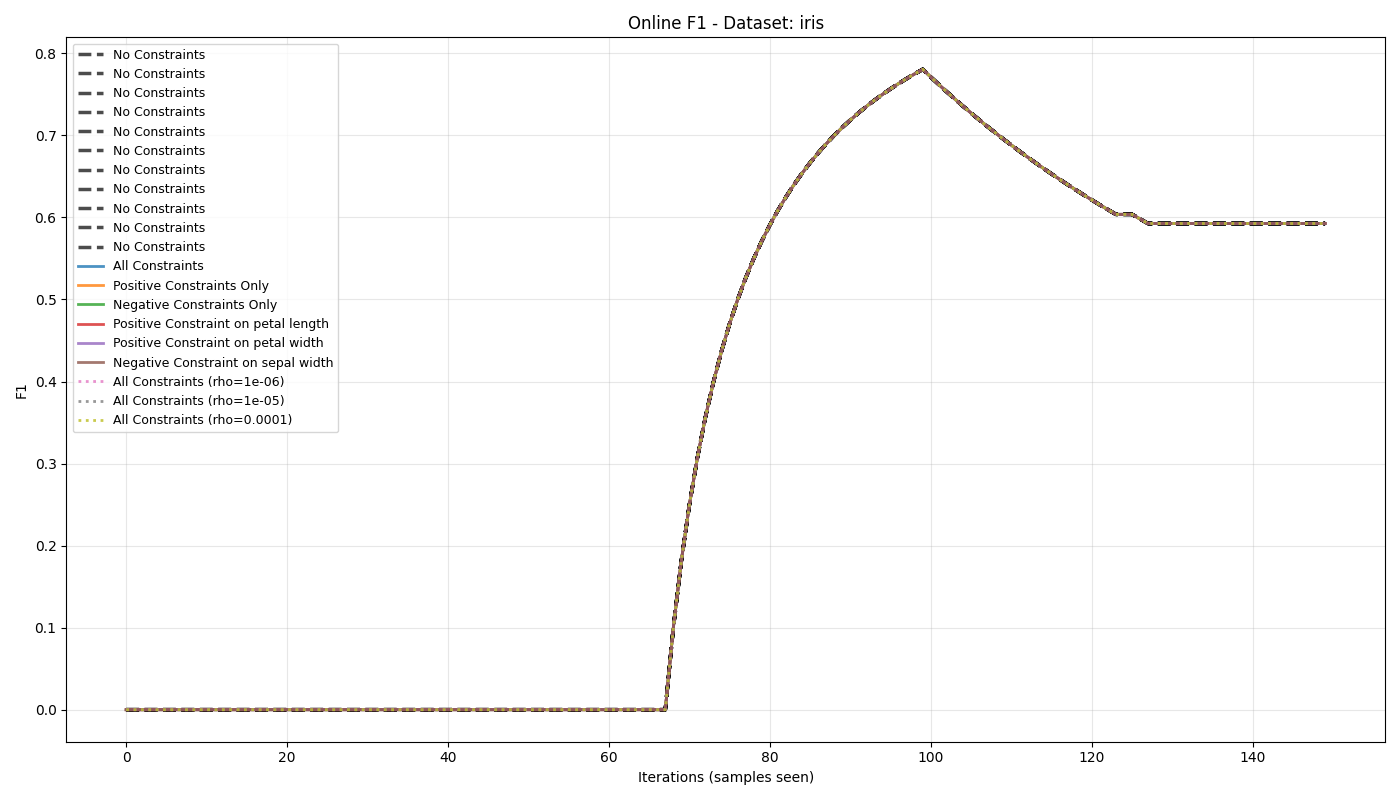 Online F1 - Dataset: iris
No Constraints
No Constraints
No Constraints
No Constraints
No Constraints
No Constraints
No Constraints
No Constraints
No Constraints
No Constraints
No Constraints
All Constraints
Positive Constraints Only
Negative Constraints Only
Positive Constraint on petal length
Positive Constraint on petal width
Negative Constraint on sepal width
All Constraints (rho=1e-06)
All Constraints (rho=1e-05)
All Constraints (rho=0.0001)
F1
0.8
0.7
0.6
0.5
0.4
0.3
0.2
0.1
0.0
0 20 40 60 80 100 120 140
Iterations (samples seen)